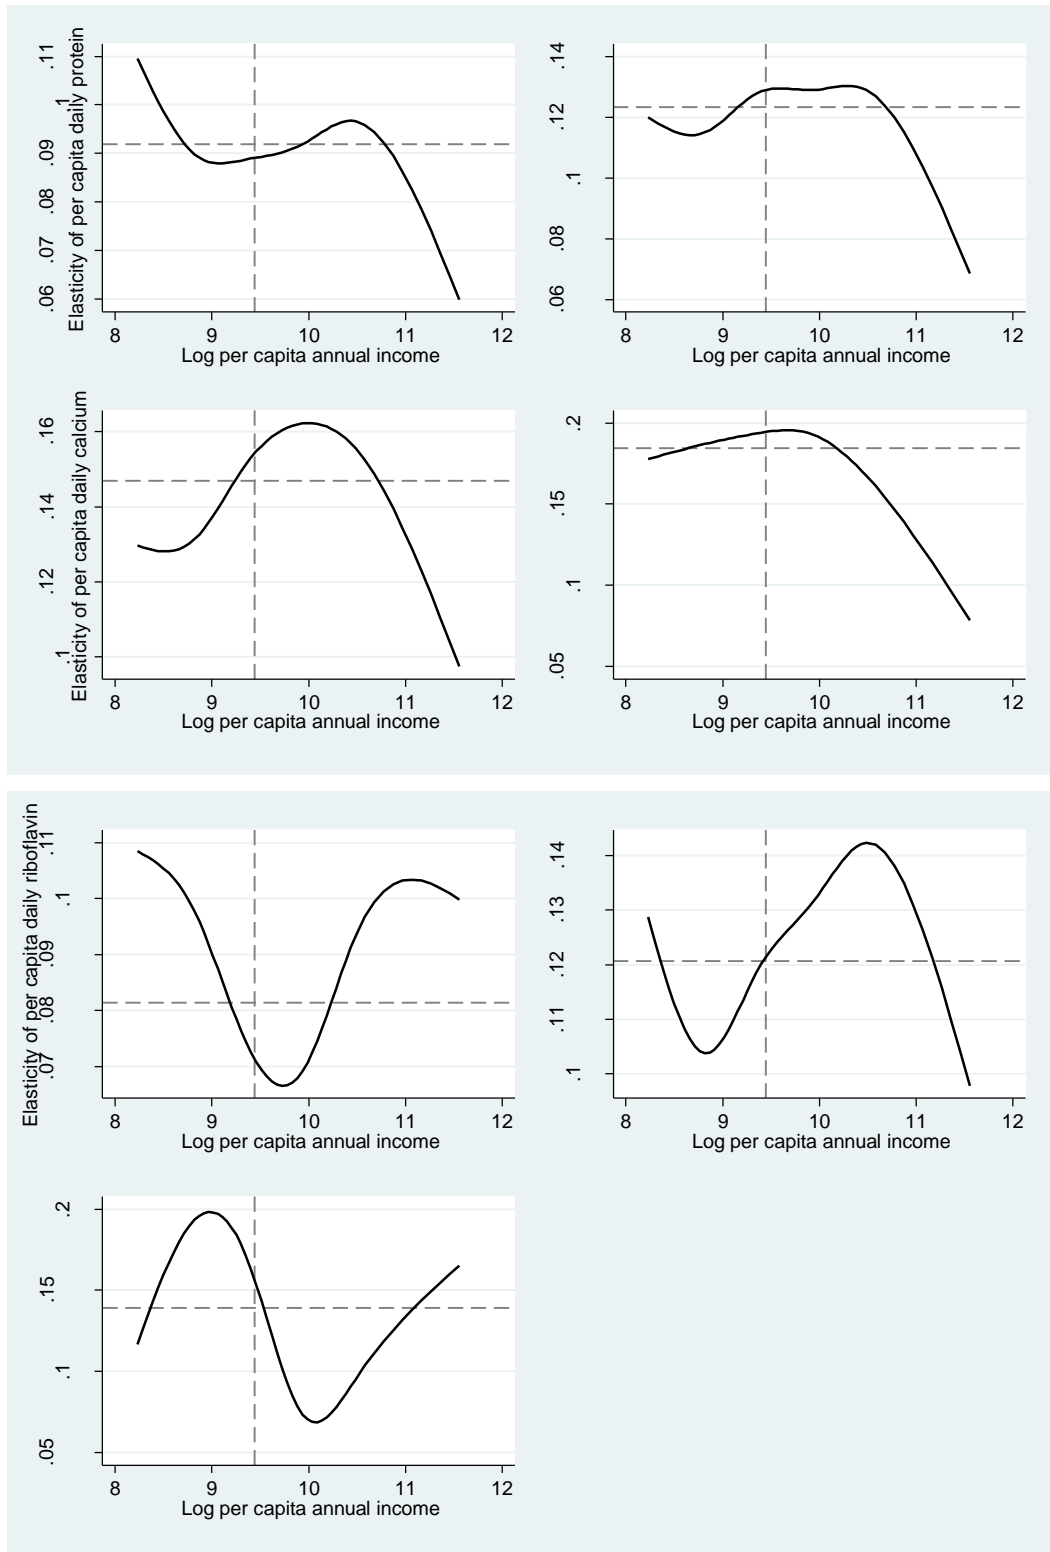 Elasticity of per capita daily protein
.11
.1
.09
.08
.07
.06
8 9 10 11 12
Log per capita annual income
.14
.12
.1
.08
.06
8 9 10 11 12
Log per capita annual income
Elasticity of per capita daily calcium
.16
.14
.12
.1
8 9 10 11 12
Log per capita annual income
.2
.15
.1
.05
8 9 10 11 12
Log per capita annual income
Elasticity of per capita daily riboflavin
.11
.1
.09
.08
.07
8 9 10 11 12
Log per capita annual income
.14
.13
.12
.11
.1
8 9 10 11 12
Log per capita annual income
.2
.15
.1
.05
8 9 10 11 12
Log per capita annual income